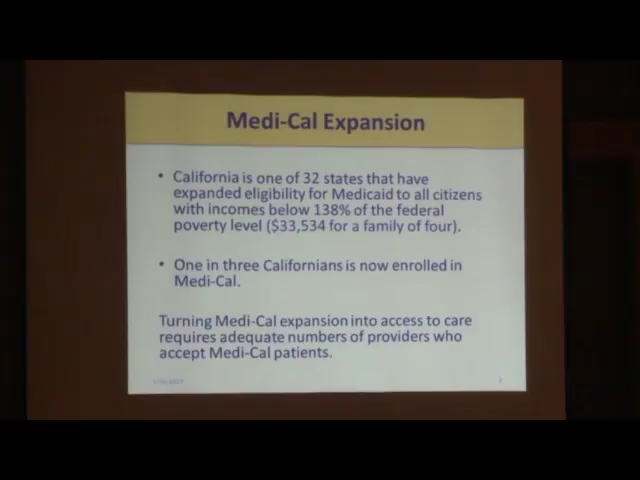 Medi-Cal Expansion
• California is one of 32 states that have
expanded eligibility for Medicaid to all citizens
with incomes below 138% of the federal
poverty level ($33,534 for a family of four).
• One in three Californians is now enrolled in
Medi-Cal.
Turning Medi-Cal expansion into access to care
requires adequate numbers of providers who
accept Medi-Cal patients.